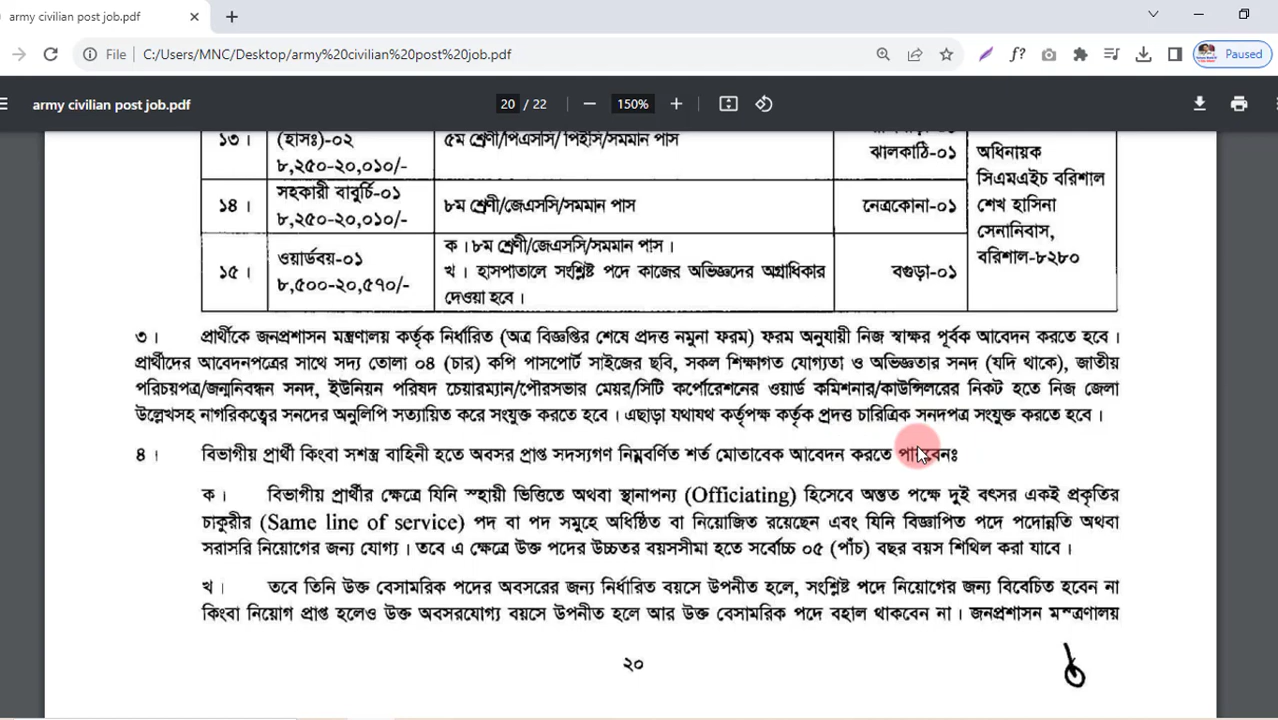 army civilian post job.pdf
File C:/Users/MNC/Desktop/army%20civilian%20post%20job.pdf
Paused
army civilian post job.pdf
20 / 22
150%
১৩। (হাসঃ)-০২ ৫ম শ্রেণী/পিএসসি/ পিইসি/সমমান পাস
৮,২৫০-২০,০১০/- ঝালকাঠি-০১
অধিনায়ক
সিএমএইচ বরিশাল
শেখ হাসিনা
সেনানিবাস,
বরিশাল-৮২৮০
১৪। সহকারী বাবুর্চি-০১ ৮ম শ্রেণী/জেএসসি/সমমান পাস নেত্রকোনা-০১
৮,২৫০-২০,০১০/-
১৫। ওয়ার্ডবয়-০১ ক। ৮ম শ্রেণী/জেএসসি/সমমান পাস।
৮,৫০০-২০,৫৭০/- খ। হাসপাতালে সংশ্লিষ্ট পদে কাজের অভিজ্ঞদের অগ্রাধিকার বগুড়া-০১
দেওয়া হবে।
৩। প্রার্থীকে জনপ্রশাসন মন্ত্রণালয় কর্তৃক নির্ধারিত (অত্র বিজ্ঞপ্তির শেষে প্রদত্ত নমুনা ফরম) ফরম অনুযায়ী নিজ স্বাক্ষর পূর্বক আবেদন করতে হবে।
প্রার্থীদের আবেদনপত্রের সাথে সদ্য তোলা ০৪ (চার) কপি পাসপোর্ট সাইজের ছবি, সকল শিক্ষাগত যোগ্যতা ও অভিজ্ঞতার সনদ (যদি থাকে), জাতীয়
পরিচয়পত্র/জন্মনিবন্ধন সনদ, ইউনিয়ন পরিষদ চেয়ারম্যান/পৌরসভার মেয়র/সিটি কর্পোরেশনের ওয়ার্ড কমিশনার/কাউন্সিলরের নিকট হতে নিজ জেলা
উল্লেখসহ নাগরিকত্বের সনদের অনুলিপি সত্যায়িত করে সংযুক্ত করতে হবে। এছাড়া যথাযথ কর্তৃপক্ষ কর্তৃক প্রদত্ত চারিত্রিক সনদপত্র সংযুক্ত করতে হবে।
৪। বিভাগীয় প্রার্থী কিংবা সশস্ত্র বাহিনী হতে অবসর প্রাপ্ত সদস্যগণ নিম্নবর্ণিত শর্ত মোতাবেক আবেদন করতে পারবেনঃ
ক। বিভাগীয় প্রার্থীর ক্ষেত্রে যিনি স্হায়ী ভিত্তিতে অথবা স্থানাপন্ন (Officiating) হিসেবে অন্তত পক্ষে দুই বৎসর একই প্রকৃতির
চাকুরীর (Same line of service) পদ বা পদ সমুহে অধিষ্ঠিত বা নিয়োজিত রয়েছেন এবং যিনি বিজ্ঞাপিত পদে পদোন্নতি অথবা
সরাসরি নিয়োগের জন্য যোগ্য। তবে এ ক্ষেত্রে উক্ত পদের উচ্চতর বয়সসীমা হতে সর্বোচ্চ ০৫ (পাঁচ) বছর বয়স শিথিল করা যাবে।
খ। তবে তিনি উক্ত বেসামরিক পদের অবসরের জন্য নির্ধারিত বয়সে উপনীত হলে, সংশ্লিষ্ট পদে নিয়োগের জন্য বিবেচিত হবেন না
কিংবা নিয়োগ প্রাপ্ত হলেও উক্ত অবসরযোগ্য বয়সে উপনীত হলে আর উক্ত বেসামরিক পদে বহাল থাকবেন না। জনপ্রশাসন মন্ত্রণালয়
২০